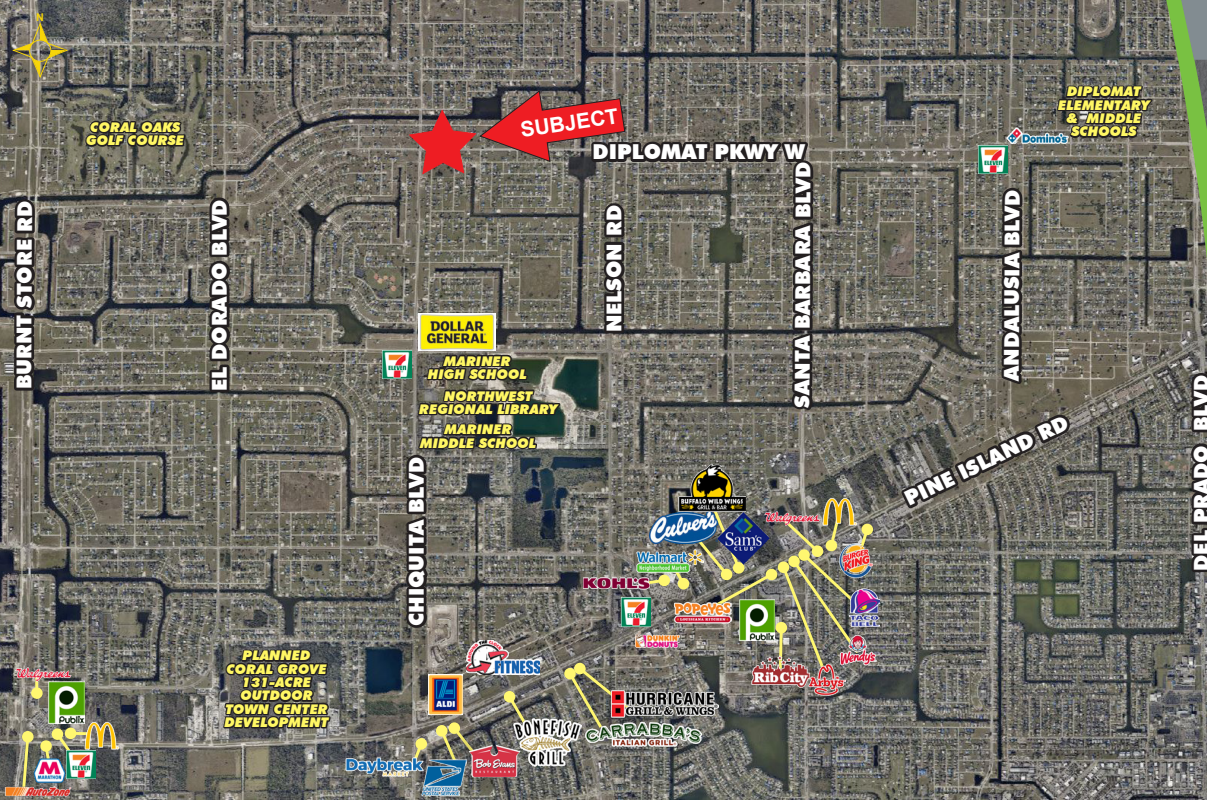 N
CORAL OAKS
GOLF COURSE
SUBJECT
DIPLOMAT PKWY W
DIPLOMAT
ELEMENTARY
& MIDDLE
SCHOOLS
Domino's
7
ELEVEN
BURNT STORE RD
EL DORADO BLVD
NELSON RD
SANTA BARBARA BLVD
ANDALUSIA BLVD
DEL PRADO BLVD
DOLLAR
GENERAL
7
ELEVEN
MARINER
HIGH SCHOOL
NORTHWEST
REGIONAL LIBRARY
MARINER
MIDDLE SCHOOL
CHIQUITA BLVD
PINE ISLAND RD
BUFFALO WILD WINGS
GRILL & BAR
Culver's
Sam's
CLUB
Walgreens
M
BURGER
KING
Walmart
Neighborhood Market
KOHL'S
7
ELEVEN
POPEYES
LOUISIANA KITCHEN
DUNKIN'
DONUTS
P
Publix
TACO
BELL
Wendy's
Rib City
Arby's
FITNESS
A
ALDI
HURRICANE
GRILL & WINGS
CARRABBA'S
ITALIAN GRILL
BONEFISH
GRILL
Bob Evans
RESTAURANT
UNITED STATES
POSTAL SERVICE
Daybreak
MARKET
PLANNED
CORAL GROVE
131-ACRE
OUTDOOR
TOWN CENTER
DEVELOPMENT
Walgreens
P
Publix
M
M
MARATHON
7
ELEVEN
AutoZone